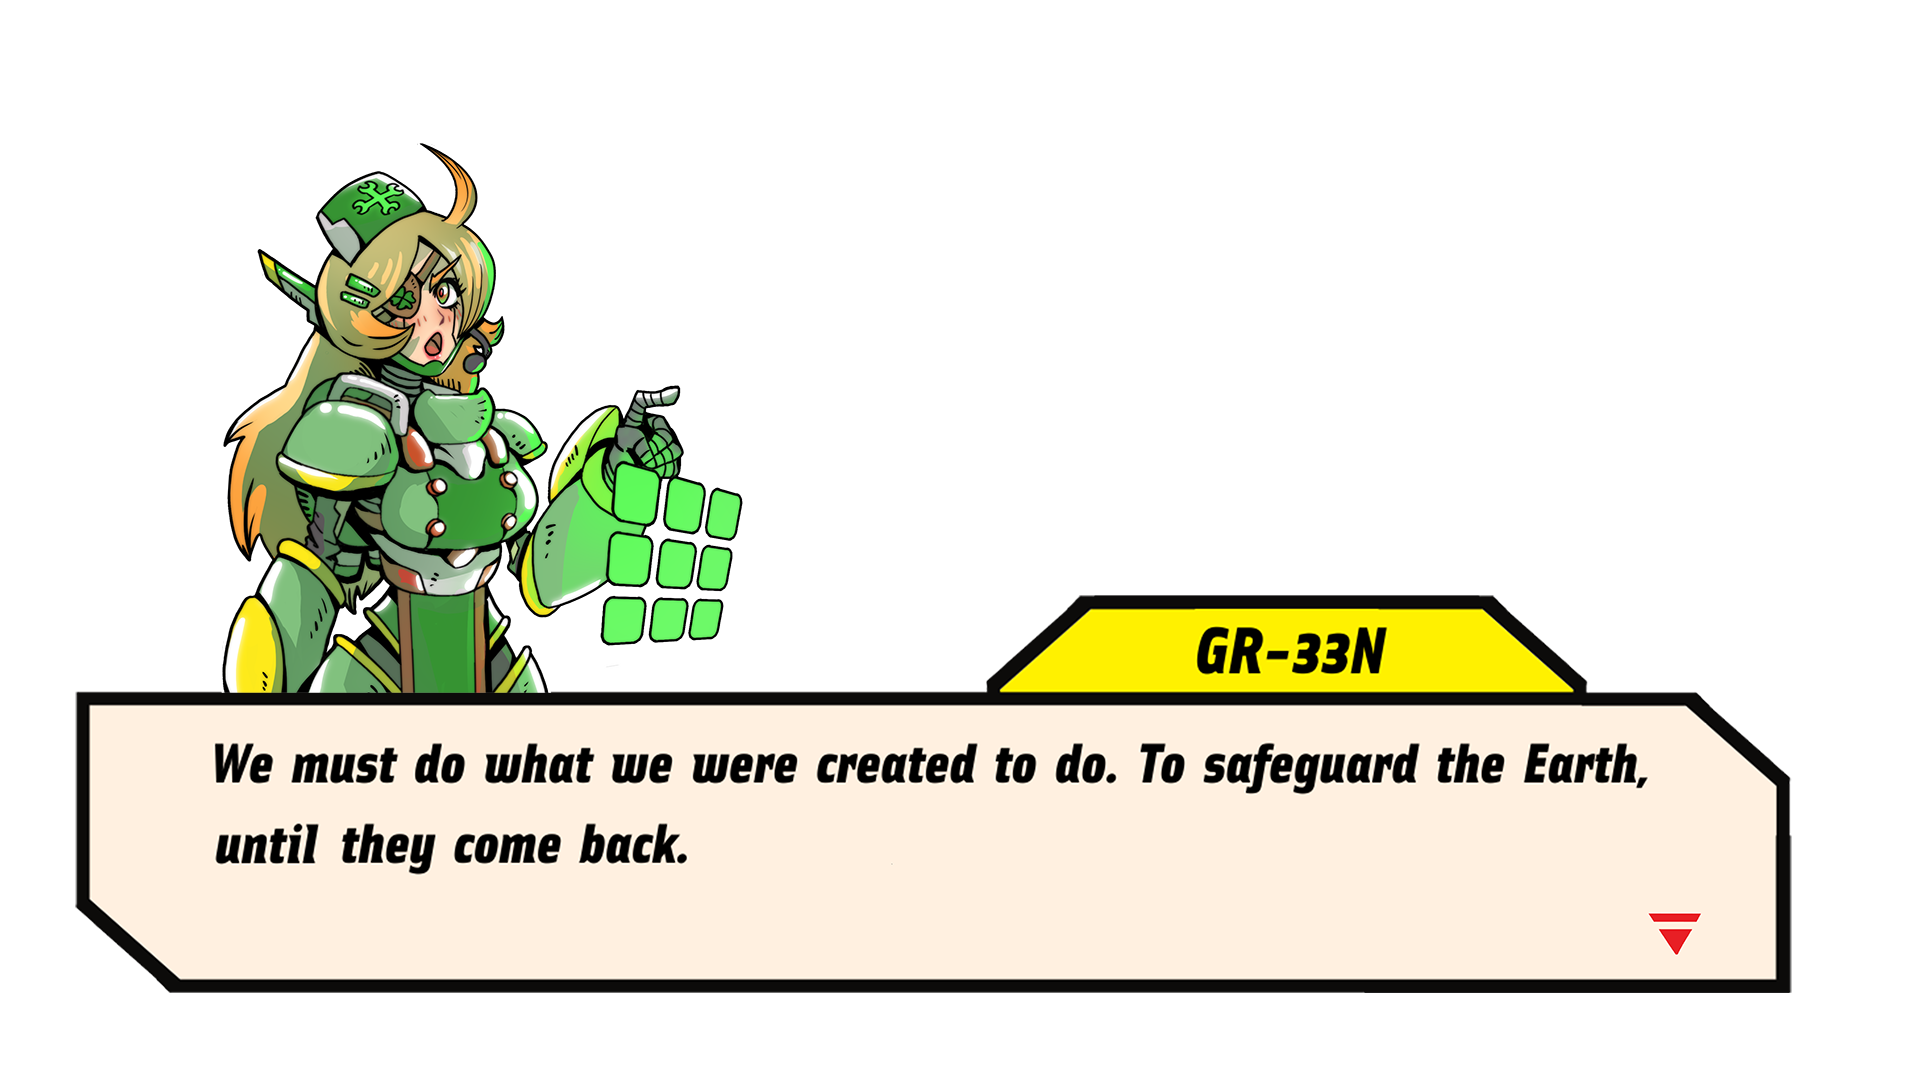 GR-33N
We must do what we were created to do. To safeguard the Earth,
until they come back.